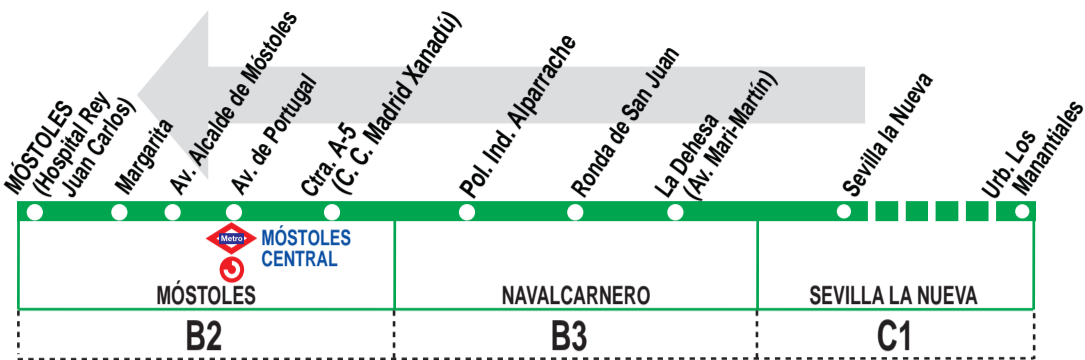 MÓSTOLES
(Hospital Rey
Juan Carlos)
Margarita
Av. Alcalde de Móstoles
Av. de Portugal
Ctra. A-5
(C. C. Madrid Xanadú)
Pol. Ind. Alparrache
Ronda de San Juan
La Dehesa
(Av. Mari-Martín)
Sevilla la Nueva
Urb. Los
Manantiales
Metro
MÓSTOLES
CENTRAL
MÓSTOLES
NAVALCARNERO
SEVILLA LA NUEVA
B2
B3
C1